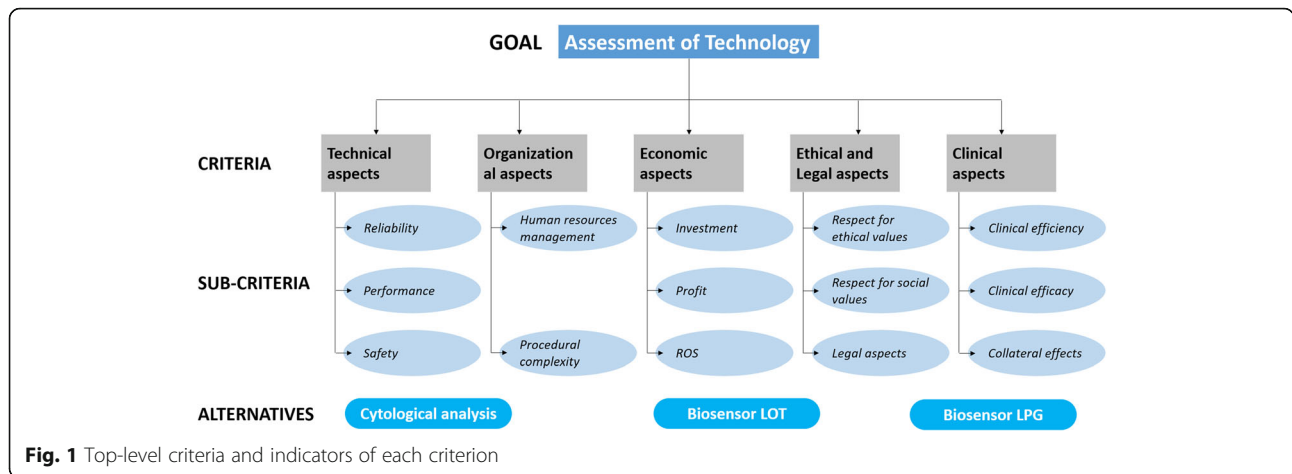 GOAL Assessment of Technology
CRITERIA
Technical
aspects
Organization
al aspects
Economic
aspects
Ethical and
Legal aspects
Clinical
aspects
SUB-CRITERIA
Reliability
Human resources
management
Investment
Respect for
ethical values
Clinical efficiency
Performance
Profit
Respect for social
values
Clinical efficacy
Safety
Procedural
complexity
ROS
Legal aspects
Collateral effects
ALTERNATIVES
Cytological analysis
Biosensor LOT
Biosensor LPG
Fig. 1 Top-level criteria and indicators of each criterion